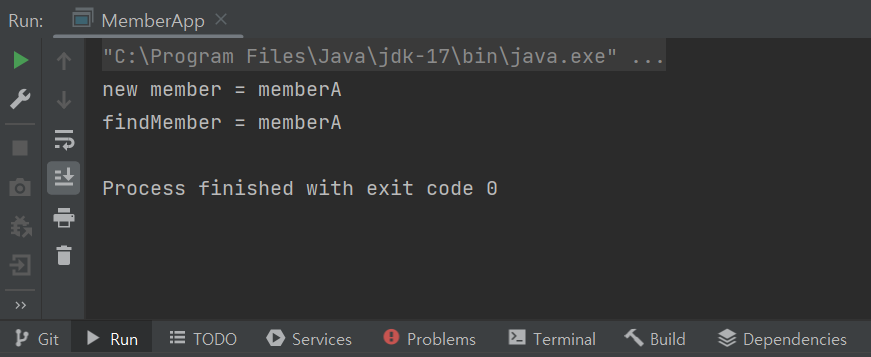 Run: MemberApp
"C:\Program Files\Java\jdk-17\bin\java.exe" ...
new member = memberA
findMember = memberA
Process finished with exit code 0
Git Run TODO Services Problems Terminal Build Dependencies